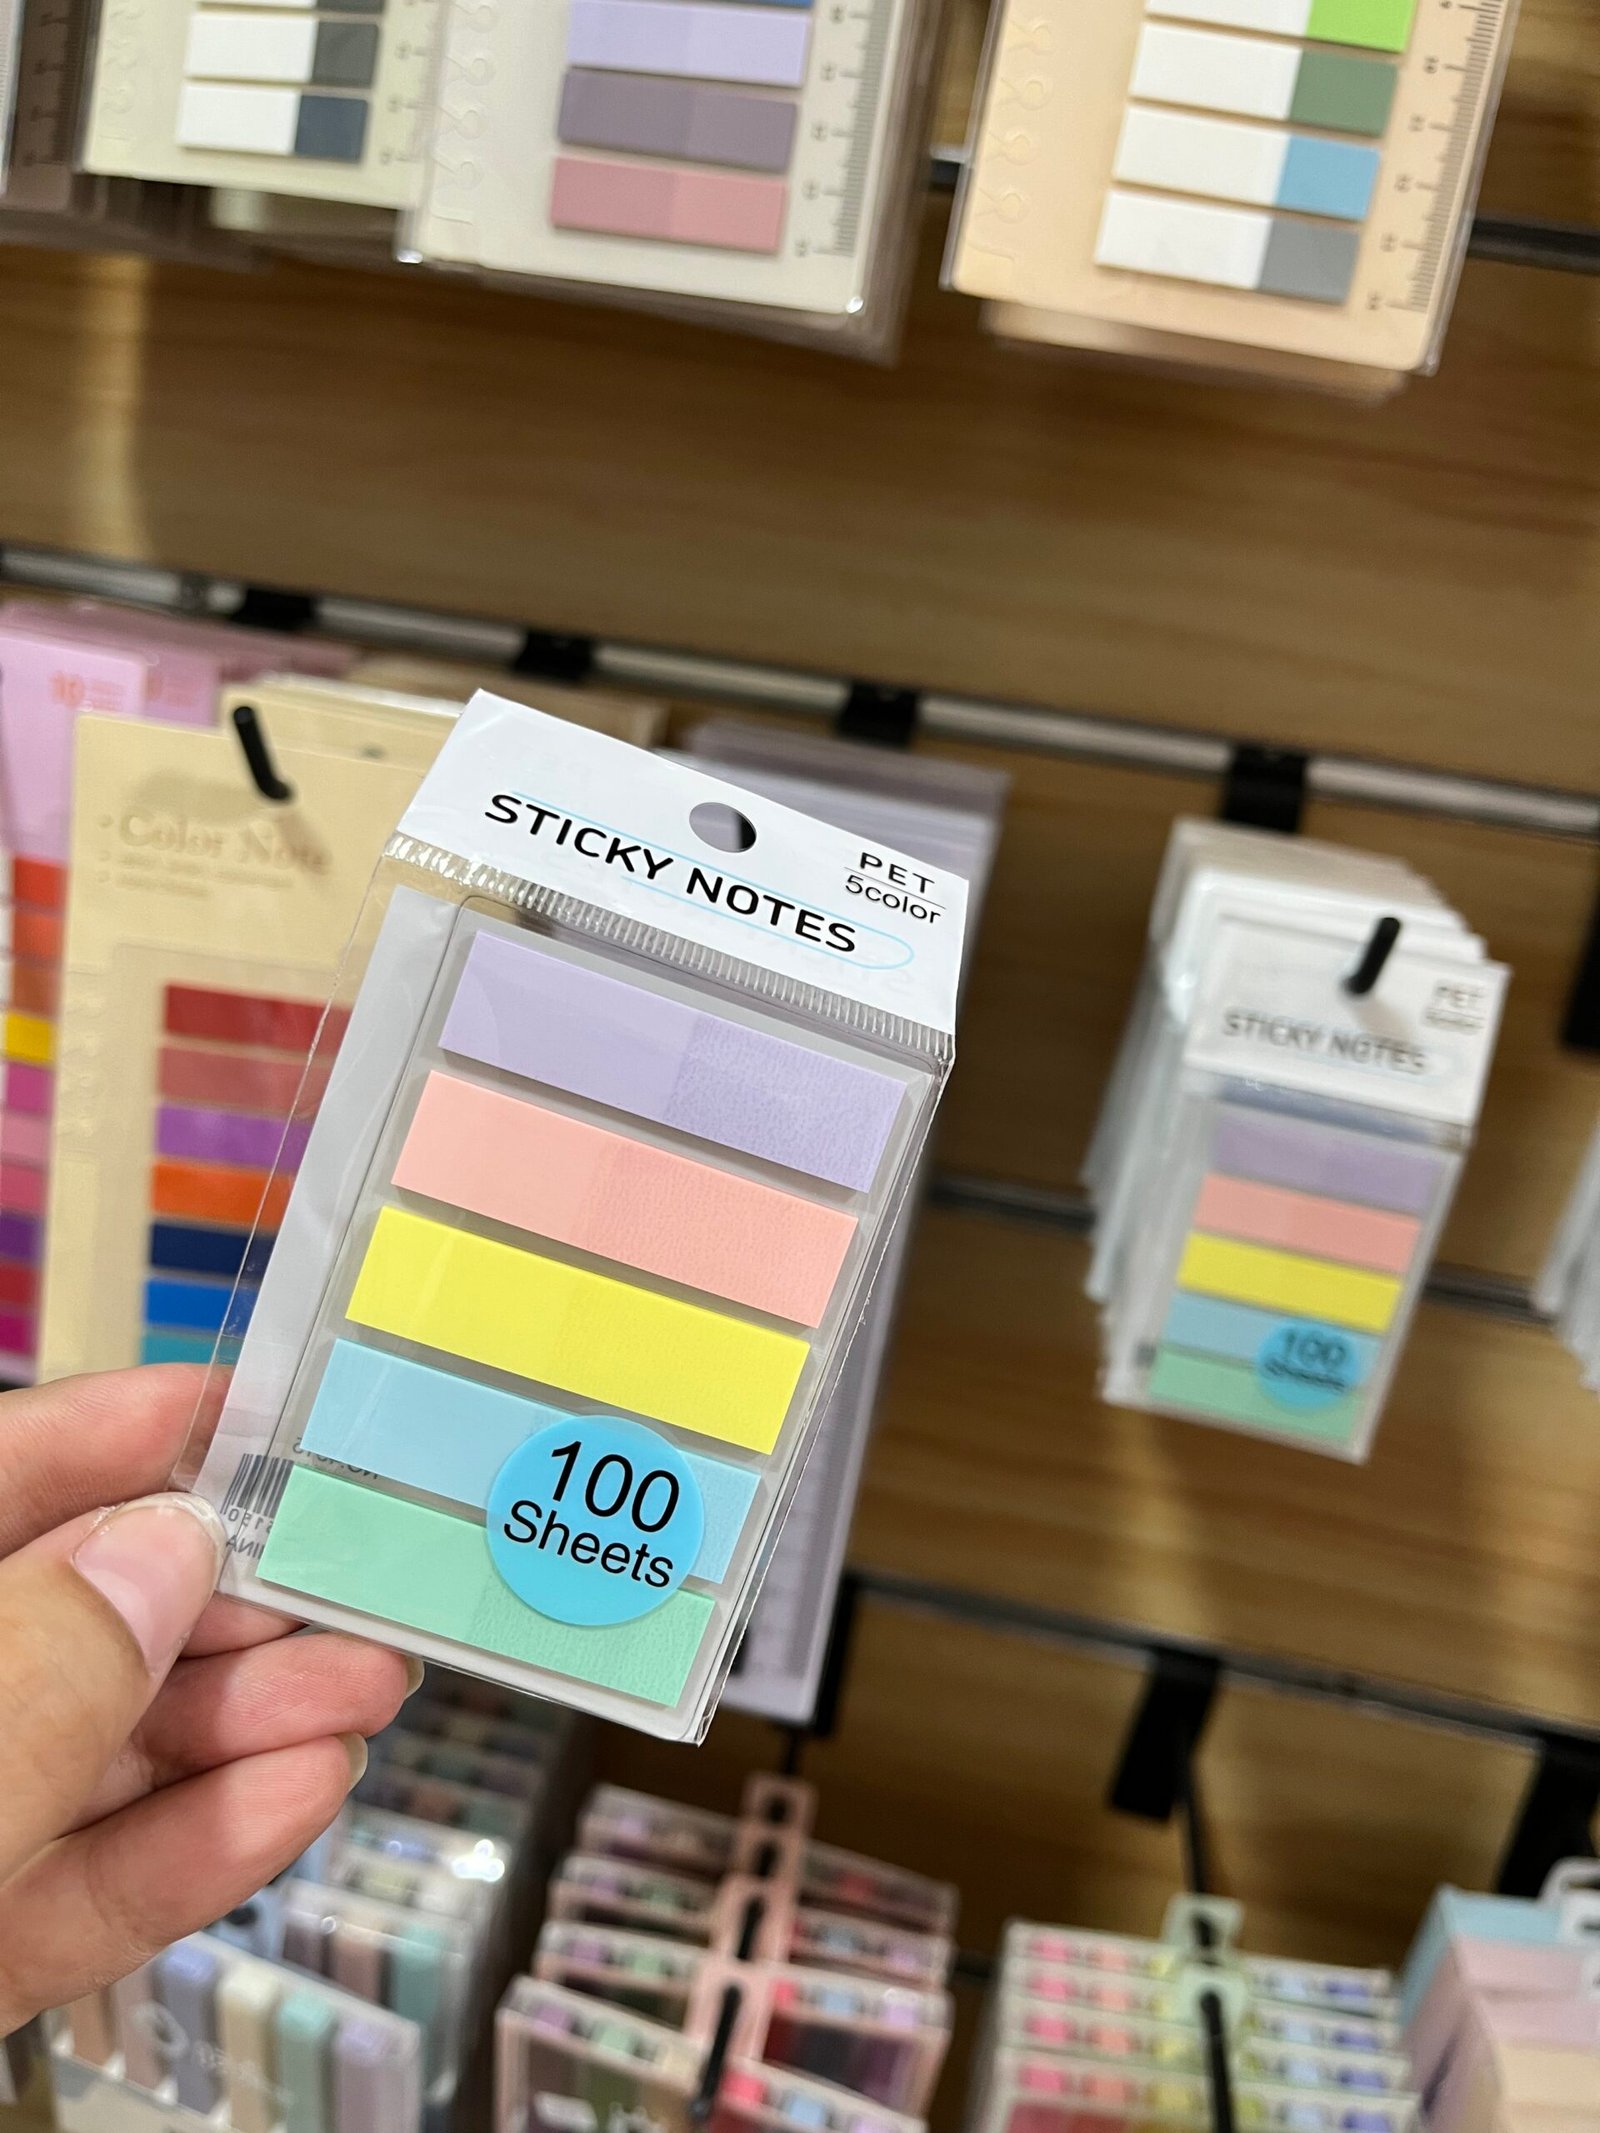 STICKY NOTES
PET
5color
100
Sheets
Color Note
PET
STICKY NOTES
100
Sheets